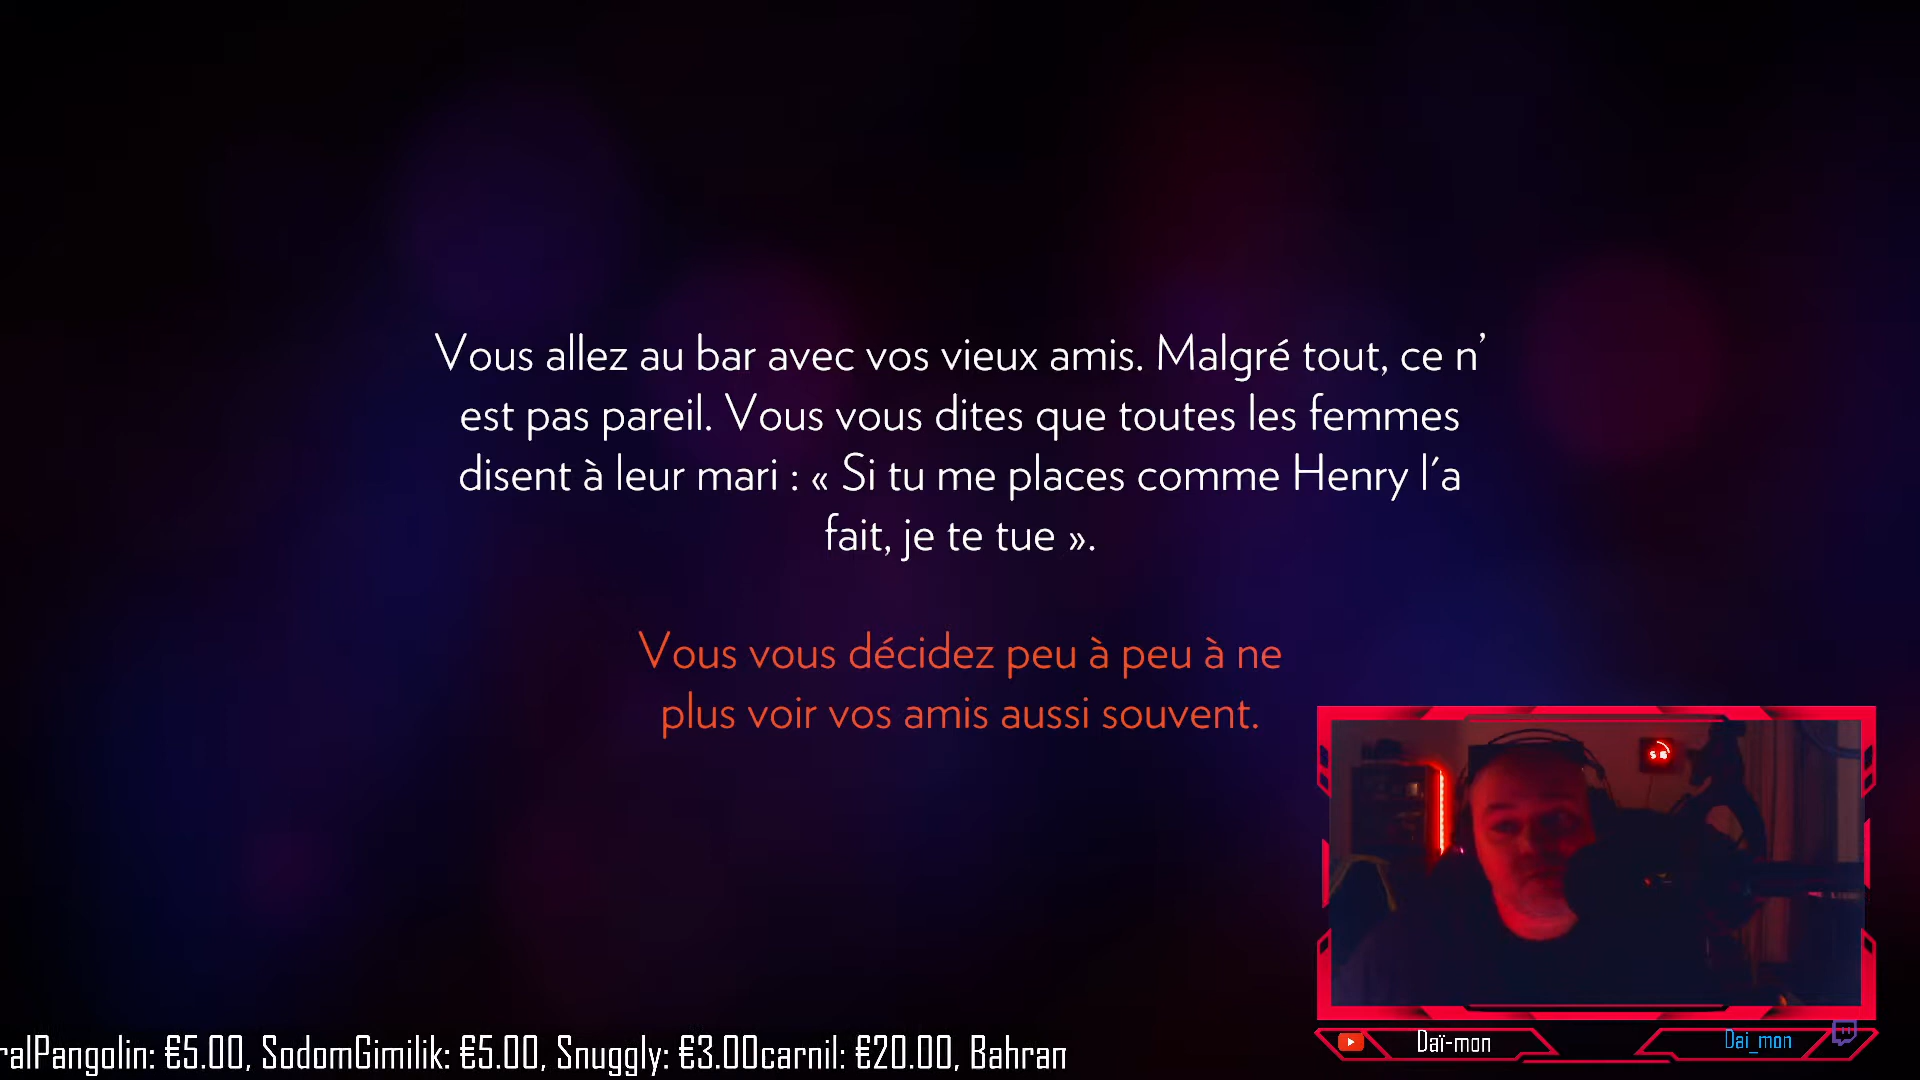 Vous allez au bar avec vos vieux amis. Malgré tout, ce n’
est pas pareil. Vous vous dites que toutes les femmes
disent à leur mari : « Si tu me places comme Henry l´a
fait, je te tue ».
Vous vous décidez peu à peu à ne
plus voir vos amis aussi souvent.
ralPangolin: €5.00, SodomGimilik: €5.00, Snuggly: €3.00carnil: €20.00, Bahram
Daï-mon
Dai_mon